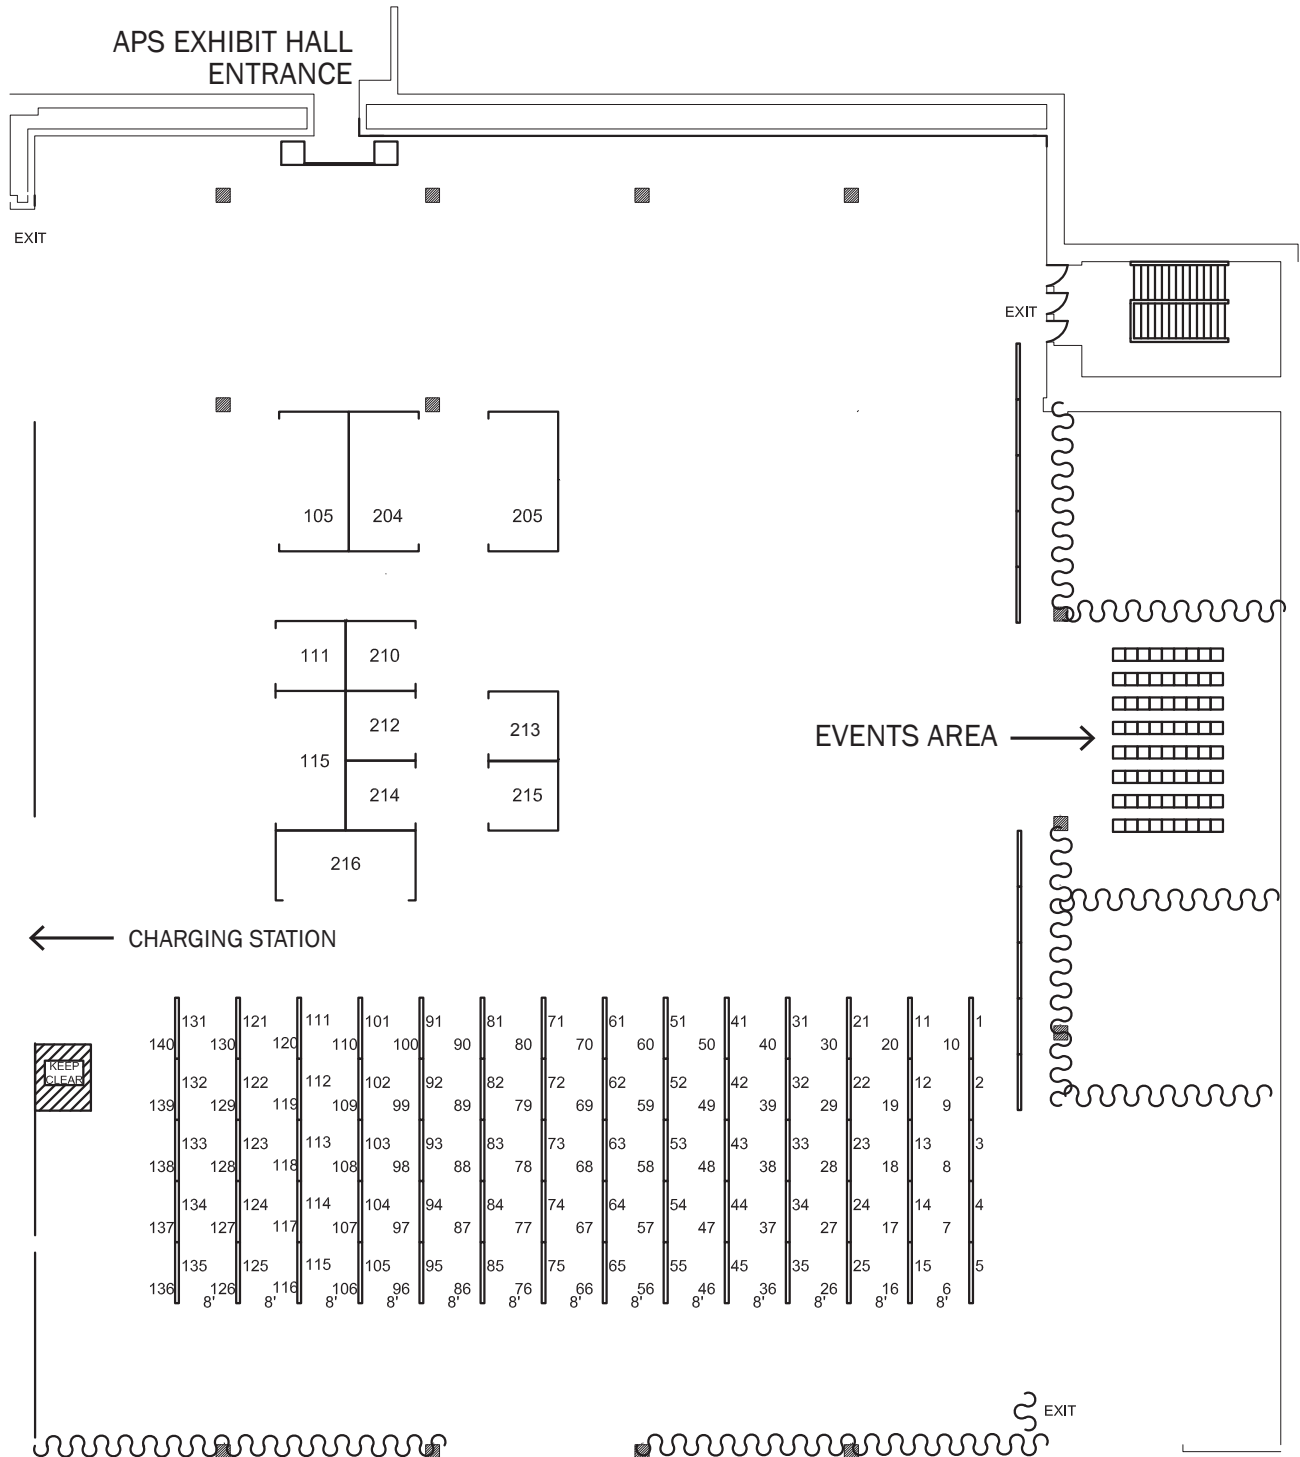 APS EXHIBIT HALL
ENTRANCE
EXIT
EXIT
105 204 205
111 210
212 213
115
214 215
216
EVENTS AREA
CHARGING STATION
131 121 111 101 91 81 71 61 51 41 31 21 11 1
140 130 120 110 100 90 80 70 60 50 40 30 20 10
KEEP
CLEAR
132 122 112 102 92 82 72 62 52 42 32 22 12 2
139 129 119 109 99 89 79 69 59 49 39 29 19 9
133 123 113 103 93 83 73 63 53 43 33 23 13 3
138 128 118 108 98 88 78 68 58 48 38 28 18 8
134 124 114 104 94 84 74 64 54 44 34 24 14 4
137 127 117 107 97 87 77 67 57 47 37 27 17 7
135 125 115 105 95 85 75 65 55 45 35 25 15 5
136 126 116 106 96 86 76 66 56 46 36 26 16 6
8' 8' 8' 8' 8' 8' 8' 8' 8' 8' 8' 8' 8'
EXIT